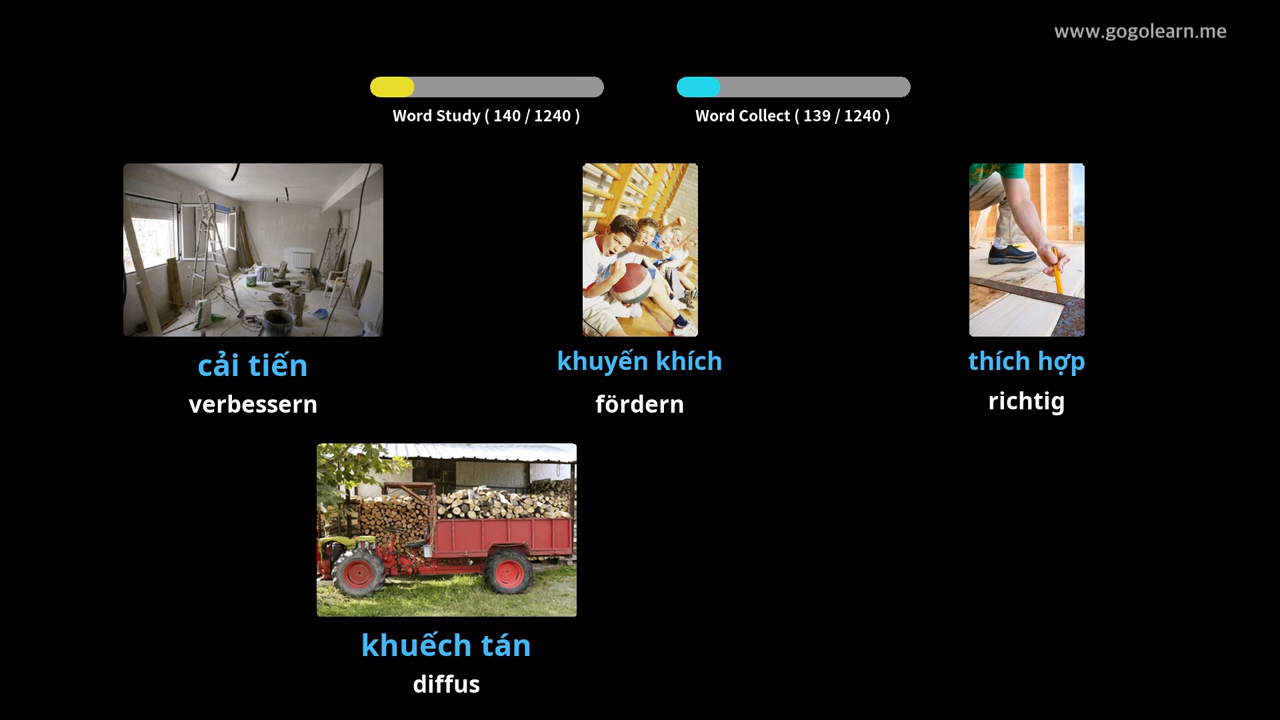 www.gogolearn.me
Word Study ( 140 / 1240 )
Word Collect ( 139 / 1240 )
cải tiến
verbessern
khuyến khích
fördern
thích hợp
richtig
khuếch tán
diffus